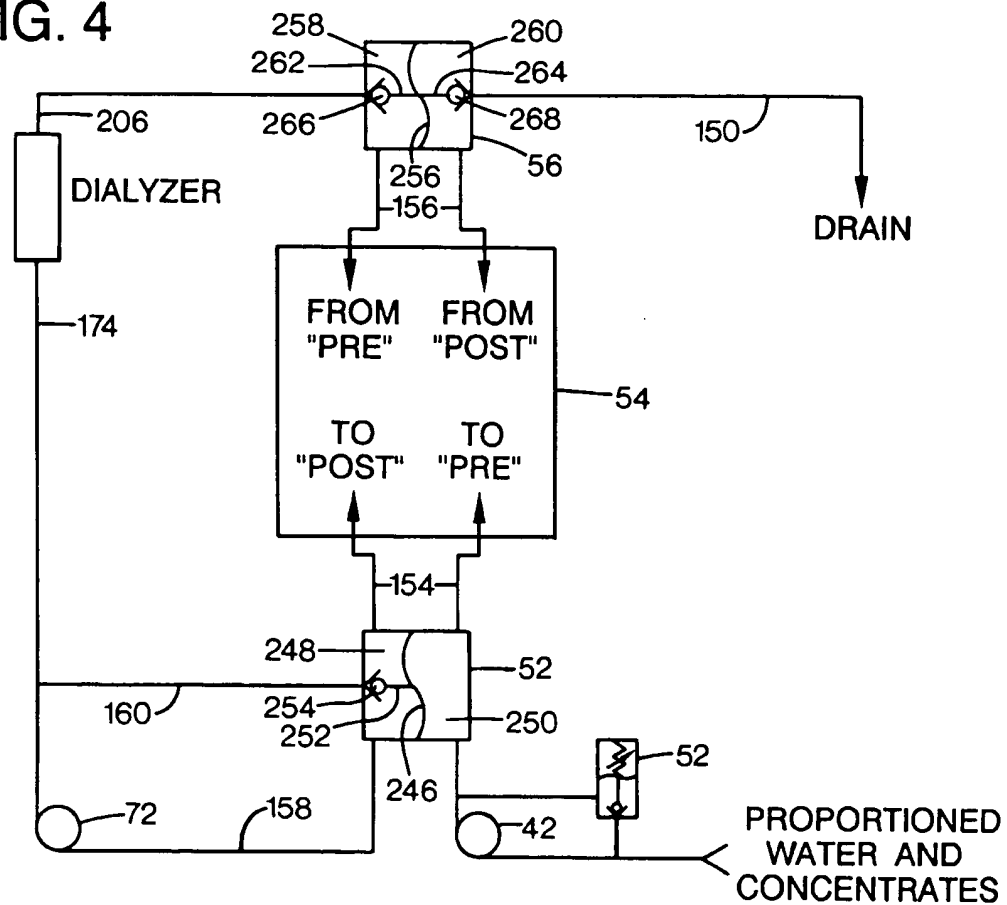 FIG. 4
258
260
262
264
266
268
206
150
256
56
DIALYZER
156
DRAIN
FROM "PRE"
FROM "POST"
174
54
TO "POST"
TO "PRE"
154
248
52
160
254
252
250
246
52
72
158
42
PROPORTIONED
WATER AND
CONCENTRATES